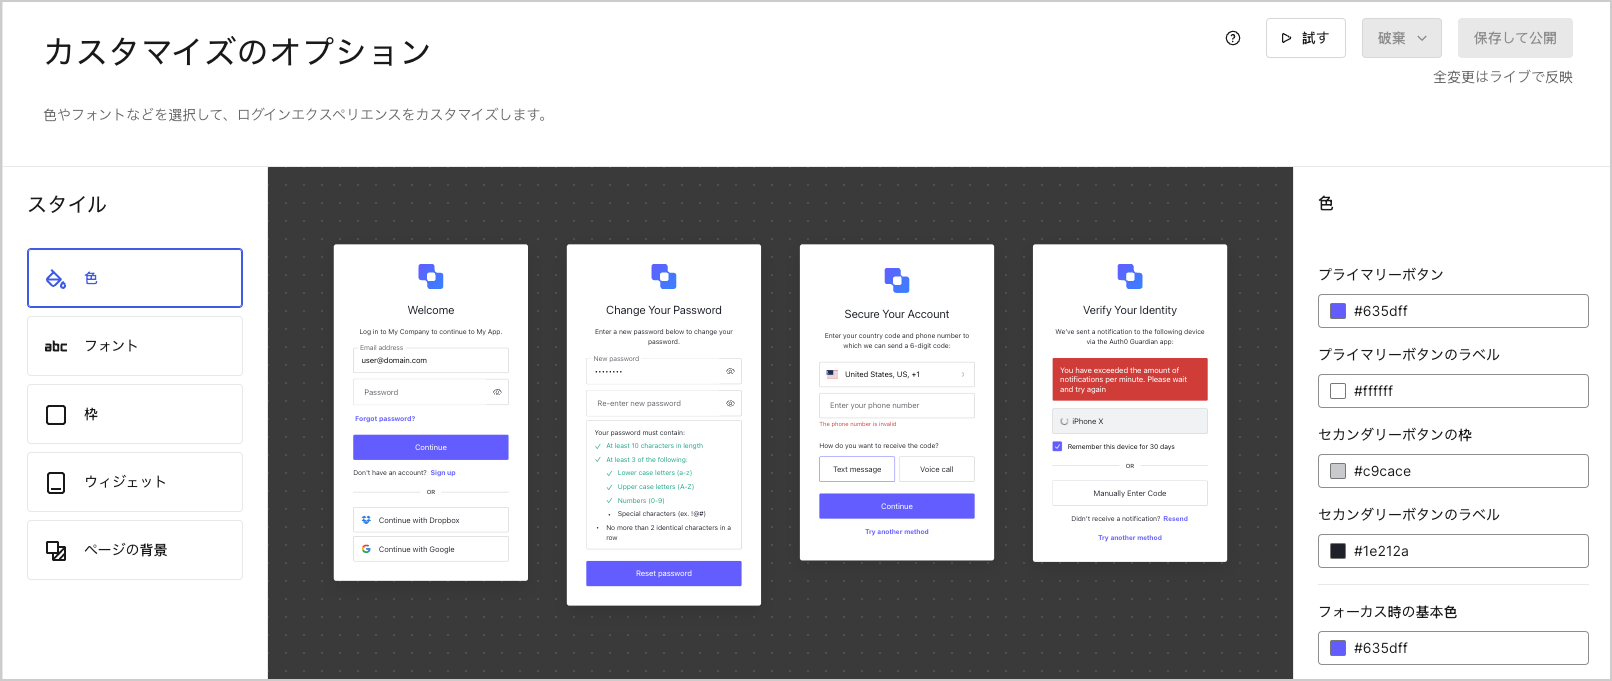 カスタマイズのオプション
試す
破棄
保存して公開
全変更はライブで反映
色やフォントなどを選択して、ログインエクスペリエンスをカスタマイズします。
スタイル
色
abc フォント
枠
ウィジェット
ページの背景
Welcome
Log in to My Company to continue to My App.
Email address
user@domain.com
Password
Forgot password?
Continue
Don't have an account? Sign up
OR
Continue with Dropbox
Continue with Google
Change Your Password
Enter a new password below to change your
password.
New password
••••••••
Re-enter new password
Your password must contain:
At least 10 characters in length
At least 3 of the following:
Lower case letters (a-z)
Upper case letters (A-Z)
Numbers (0-9)
Special characters (ex. !@#)
No more than 2 identical characters in a
row
Reset password
Secure Your Account
Enter your country code and phone number to
which we can send a 6-digit code:
United States, US, +1
Enter your phone number
The phone number is invalid
How do you want to receive the code?
Text message
Voice call
Continue
Try another method
Verify Your Identity
We've sent a notification to the following device
via the Auth0 Guardian app:
You have exceeded the amount of
notifications per minute. Please wait
and try again
iPhone X
Remember this device for 30 days
OR
Manually Enter Code
Didn't receive a notification? Resend
Try another method
色
プライマリーボタン
#635dff
プライマリーボタンのラベル
#ffffff
セカンダリーボタンの枠
#c9cace
セカンダリーボタンのラベル
#1e212a
フォーカス時の基本色
#635dff